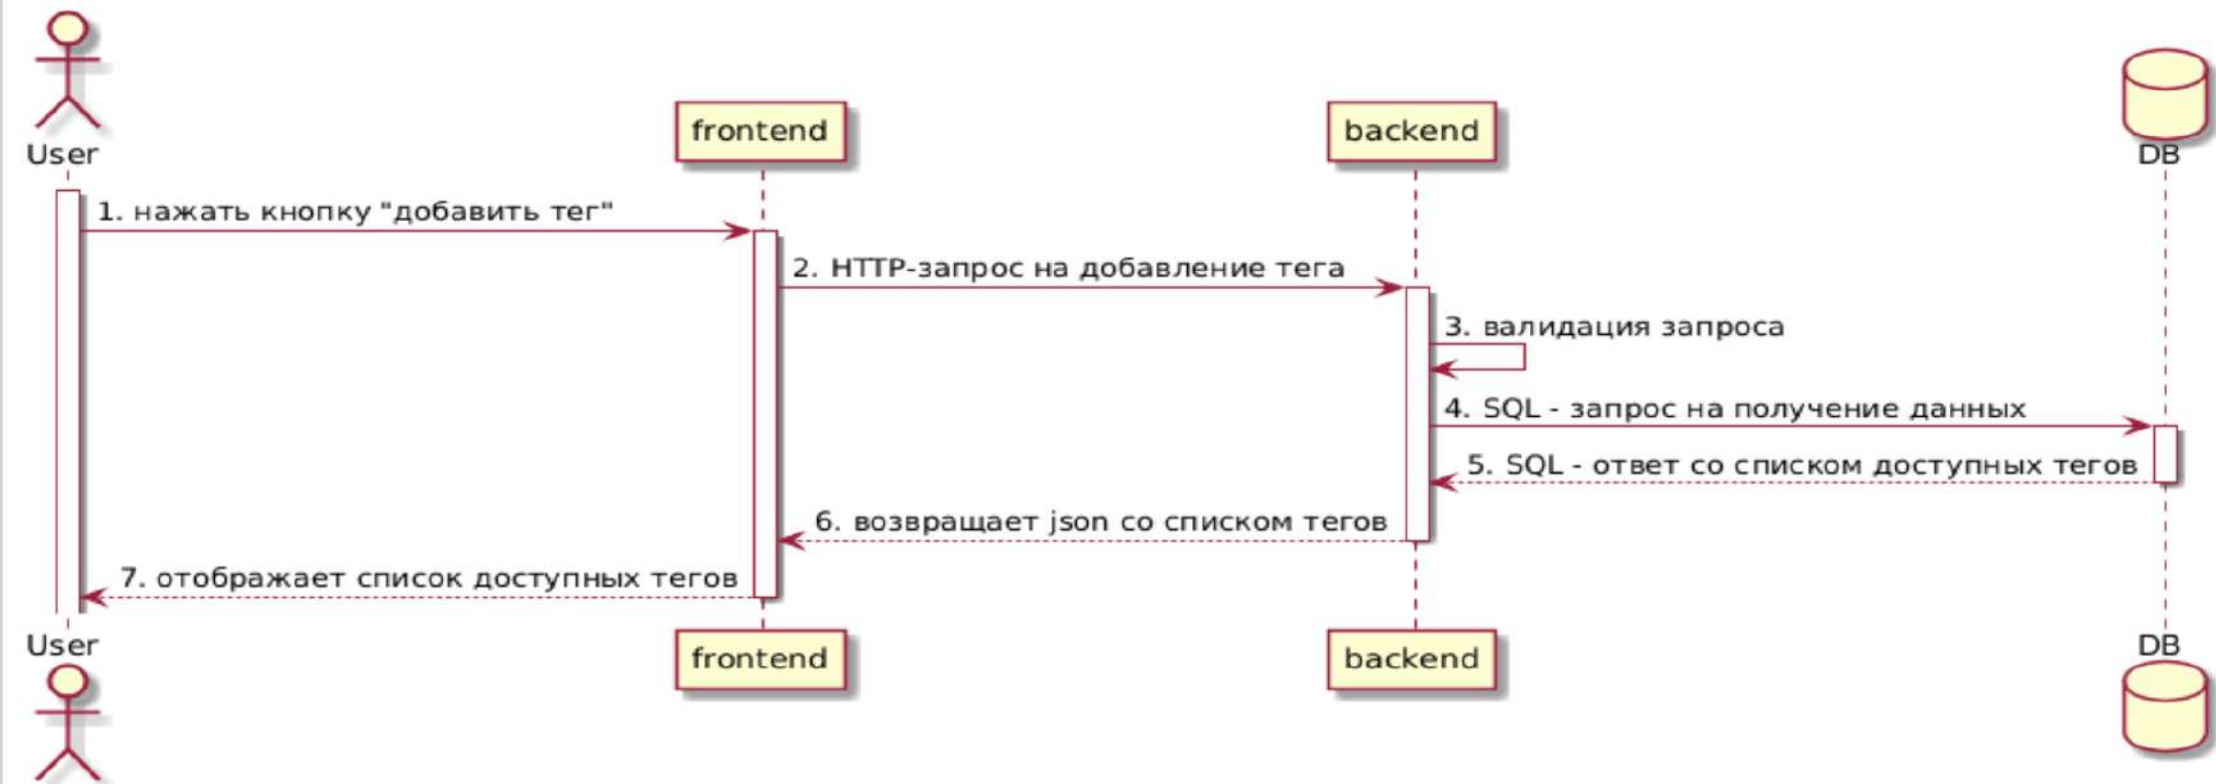 User
frontend
backend
DB
1. нажать кнопку "добавить тег"
2. HTTP-запрос на добавление тега
3. валидация запроса
4. SQL - запрос на получение данных
5. SQL - ответ со списком доступных тегов
6. возвращает json со списком тегов
7. отображает список доступных тегов
User
frontend
backend
DB